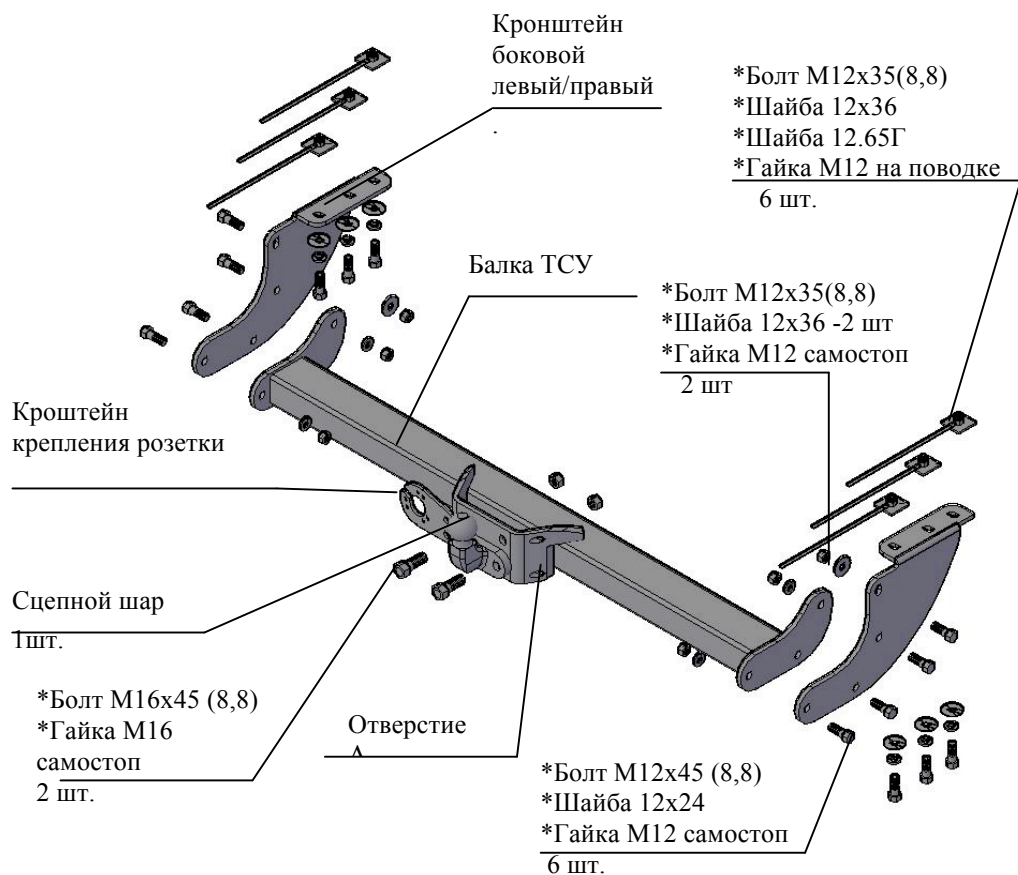 Кронштейн
боковой
левый/правый
.
*Болт М12х35(8,8)
*Шайба 12х36
*Шайба 12.65Г
*Гайка М12 на поводке
6 шт.
Балка ТСУ
*Болт М12х35(8,8)
*Шайба 12х36 -2 шт
*Гайка М12 самостоп
2 шт
Кроштейн
крепления розетки
Сцепной шар
1шт.
*Болт М16х45 (8,8)
*Гайка М16
самостоп
2 шт.
Отверстие
*Болт М12х45 (8,8)
*Шайба 12х24
*Гайка М12 самостоп
6 шт.